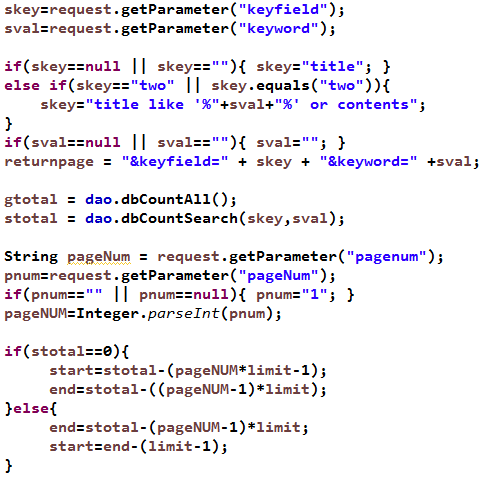 skey=request.getParameter("keyfield");
sval=request.getParameter("keyword");
if(skey==null || skey==""){ skey="title"; }
else if(skey=="two" || skey.equals("two")){
skey="title like '%"+sval+"%' or contents";
}
if(sval==null || sval==""){ sval=""; }
returnpage = "&keyfield=" + skey + "&keyword=" +sval;
gtotal = dao.dbCountAll();
stotal = dao.dbCountSearch(skey,sval);
String pageNum = request.getParameter("pagenum");
pnum=request.getParameter("pageNum");
if(pnum=="" || pnum==null){ pnum="1"; }
pageNUM=Integer.parseInt(pnum);
if(stotal==0){
start=stotal-(pageNUM*limit-1);
end=stotal-((pageNUM-1)*limit);
}else{
end=stotal-(pageNUM-1)*limit;
start=end-(limit-1);
}